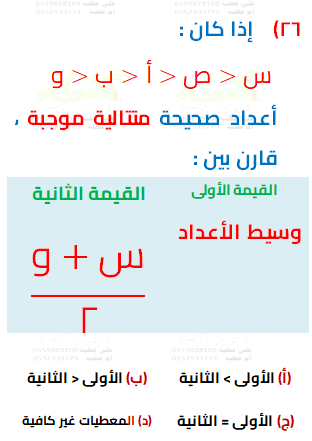 ٢٦) إذا كان :
س < ص < أ < ب < و
أعداد صحيحة متتالية موجبة ،
قارن بين :
القيمة الأولى القيمة الثانية
وسيط الأعداد
س + و
٢
(أ) الأولى > الثانية (ب) الأولى < الثانية
(ج) الأولى = الثانية (د) المعطيات غير كافية